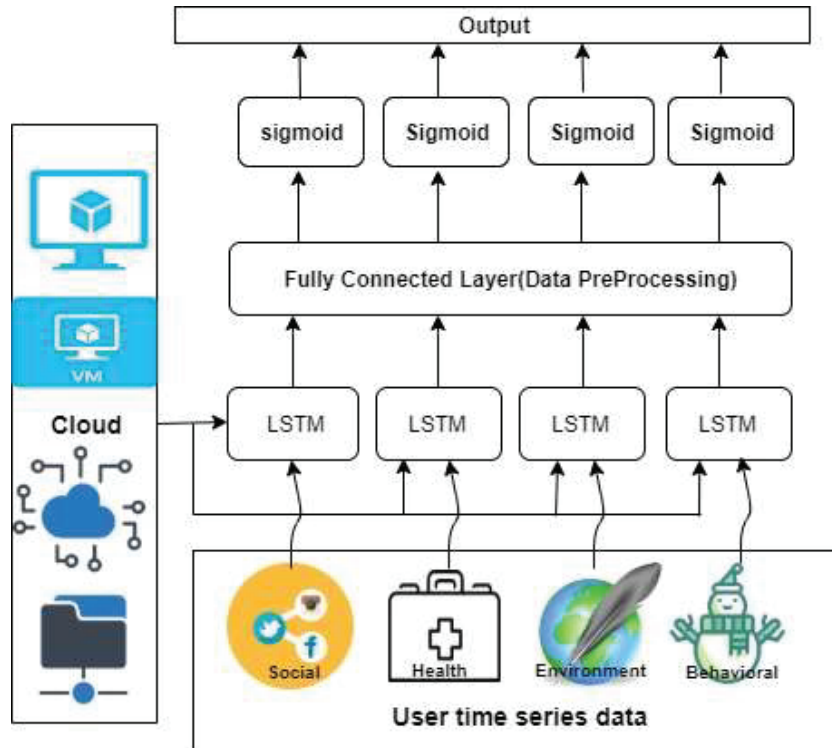 Output
sigmoid
Sigmoid
Sigmoid
Sigmoid
Fully Connected Layer(Data PreProcessing)
VM
Cloud
LSTM
LSTM
LSTM
LSTM
Social
Health
Environment
Behavioral
User time series data